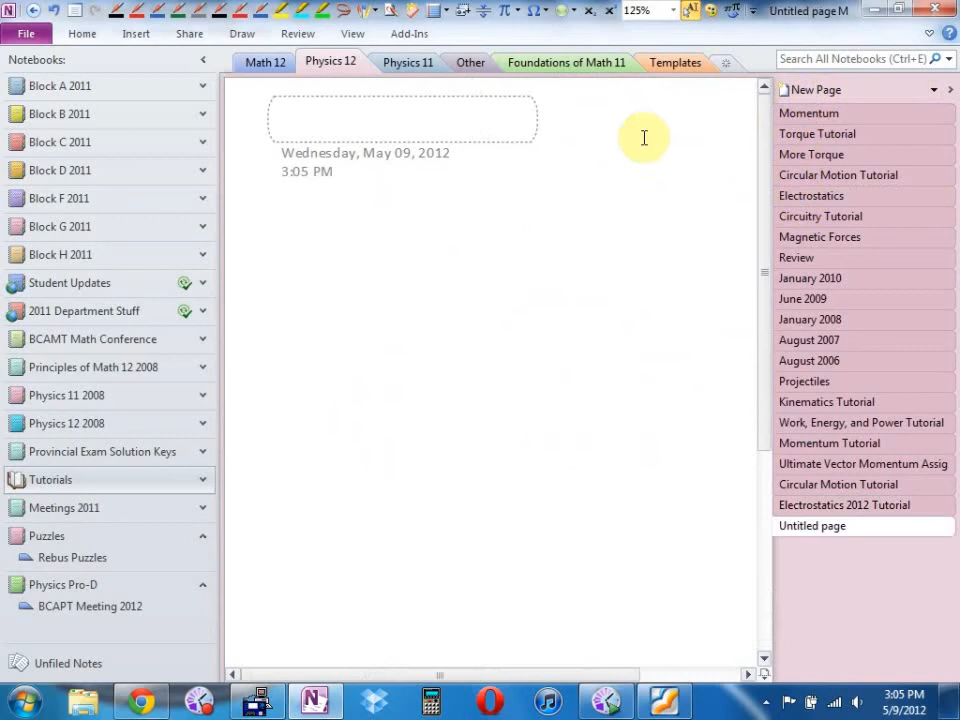 125%
Untitled page M
File
Home
Insert
Share
Draw
Review
View
Add-Ins
Notebooks:
Math 12
Physics 12
Physics 11
Other
Foundations of Math 11
Templates
Search All Notebooks (Ctrl+E)
Block A 2011
Block B 2011
Block C 2011
Block D 2011
Block F 2011
Block G 2011
Block H 2011
Student Updates
2011 Department Stuff
BCAMT Math Conference
Principles of Math 12 2008
Physics 11 2008
Physics 12 2008
Provincial Exam Solution Keys
Tutorials
Meetings 2011
Puzzles
Rebus Puzzles
Physics Pro-D
BCAPT Meeting 2012
Unfiled Notes
Wednesday, May 09, 2012
3:05 PM
New Page
Momentum
Torque Tutorial
More Torque
Circular Motion Tutorial
Electrostatics
Circuitry Tutorial
Magnetic Forces
Review
January 2010
June 2009
January 2008
August 2007
August 2006
Projectiles
Kinematics Tutorial
Work, Energy, and Power Tutorial
Momentum Tutorial
Ultimate Vector Momentum Assig
Circular Motion Tutorial
Electrostatics 2012 Tutorial
Untitled page
3:05 PM
5/9/2012